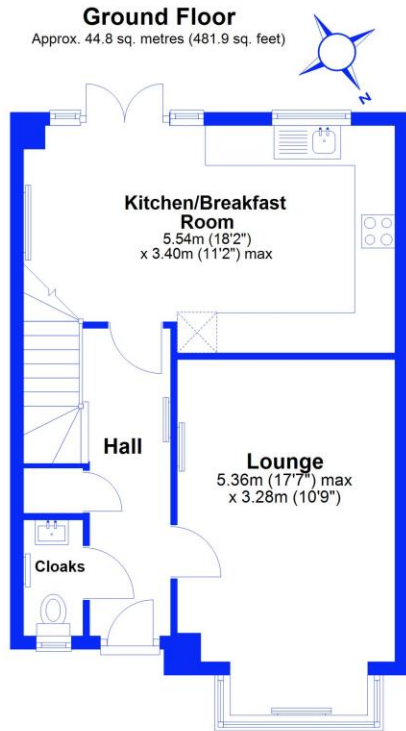 Ground Floor
Approx. 44.8 sq. metres (481.9 sq. feet)
N
Kitchen/Breakfast
Room
5.54m (18'2")
x 3.40m (11'2") max
Hall
Lounge
5.36m (17'7") max
x 3.28m (10'9")
Cloaks